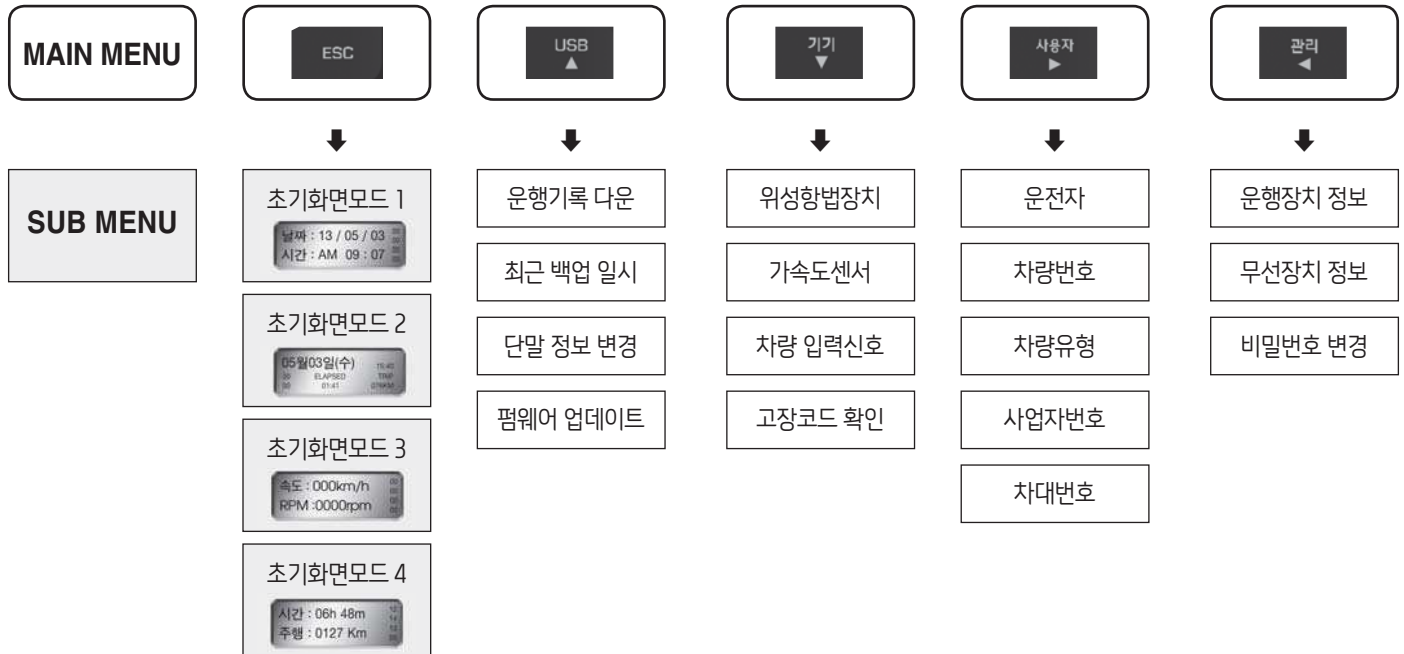 MAIN MENU
ESC
USB
▲
기기
▼
사용자
▶
관리
◀
SUB MENU
초기화면모드 1
날짜 : 13 / 05 / 03
시간 : AM 09 : 07
초기화면모드 2
05월03일(수)
ELAPSED
TRIP
01:41
초기화면모드 3
속도 : 000km/h
RPM :0000rpm
초기화면모드 4
시간 : 06h 48m
주행 : 0127 Km
운행기록 다운
최근 백업 일시
단말 정보 변경
펌웨어 업데이트
위성항법장치
가속도센서
차량 입력신호
고장코드 확인
운전자
차량번호
차량유형
사업자번호
차대번호
운행장치 정보
무선장치 정보
비밀번호 변경